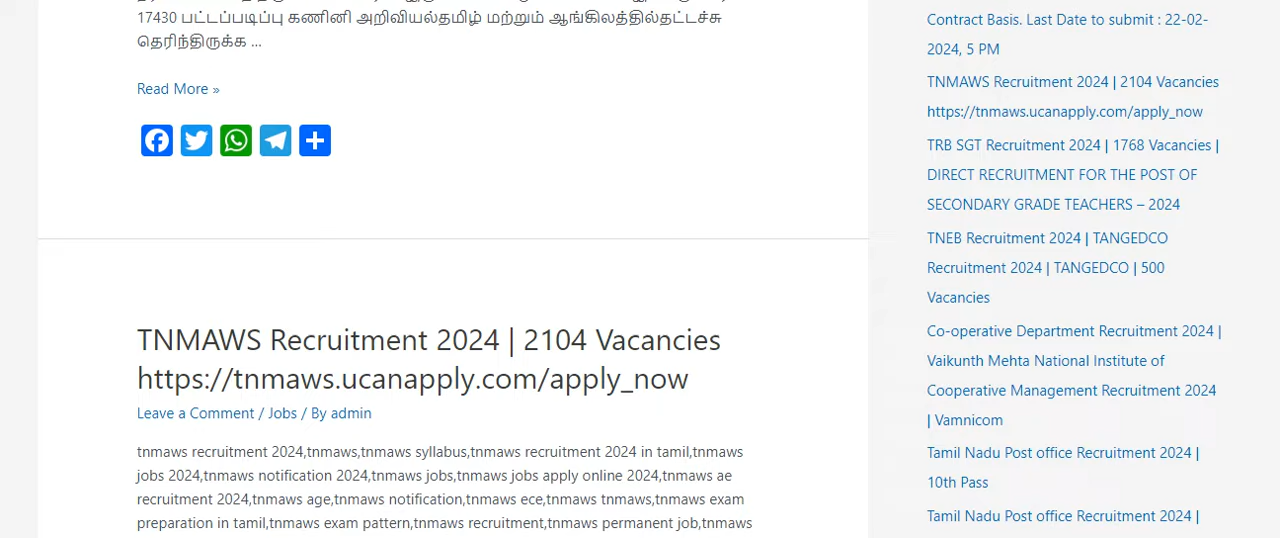 17430 பட்டப்படிப்பு கணினி அறிவியல்தமிழ் மற்றும் ஆங்கிலத்தில்தட்டச்சு
தெரிந்திருக்க ...
Read More »
TNMAWS Recruitment 2024 | 2104 Vacancies
https://tnmaws.ucanapply.com/apply_now
Leave a Comment / Jobs / By admin
tnmaws recruitment 2024,tnmaws,tnmaws syllabus,tnmaws recruitment 2024 in tamil,tnmaws
jobs 2024,tnmaws notification 2024,tnmaws jobs,tnmaws jobs apply online 2024,tnmaws ae
recruitment 2024,tnmaws age,tnmaws notification,tnmaws ece,tnmaws tnmaws,tnmaws exam
preparation in tamil,tnmaws exam pattern,tnmaws recruitment,tnmaws permanent job,tnmaws
Contract Basis. Last Date to submit : 22-02-
2024, 5 PM
TNMAWS Recruitment 2024 | 2104 Vacancies
https://tnmaws.ucanapply.com/apply_now
TRB SGT Recruitment 2024 | 1768 Vacancies |
DIRECT RECRUITMENT FOR THE POST OF
SECONDARY GRADE TEACHERS – 2024
TNEB Recruitment 2024 | TANGEDCO
Recruitment 2024 | TANGEDCO | 500
Vacancies
Co-operative Department Recruitment 2024 |
Vaikunth Mehta National Institute of
Cooperative Management Recruitment 2024
| Vamnicom
Tamil Nadu Post office Recruitment 2024 |
10th Pass
Tamil Nadu Post office Recruitment 2024 |